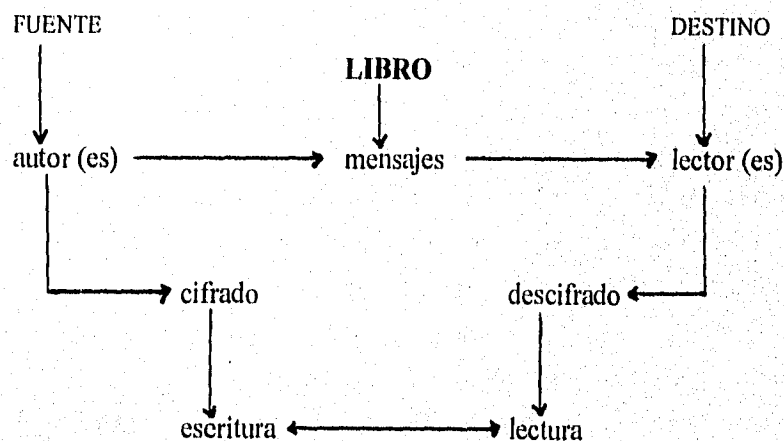 FUENTE DESTINO
LIBRO
autor (es) mensajes lector (es)
cifrado descifrado
escritura lectura